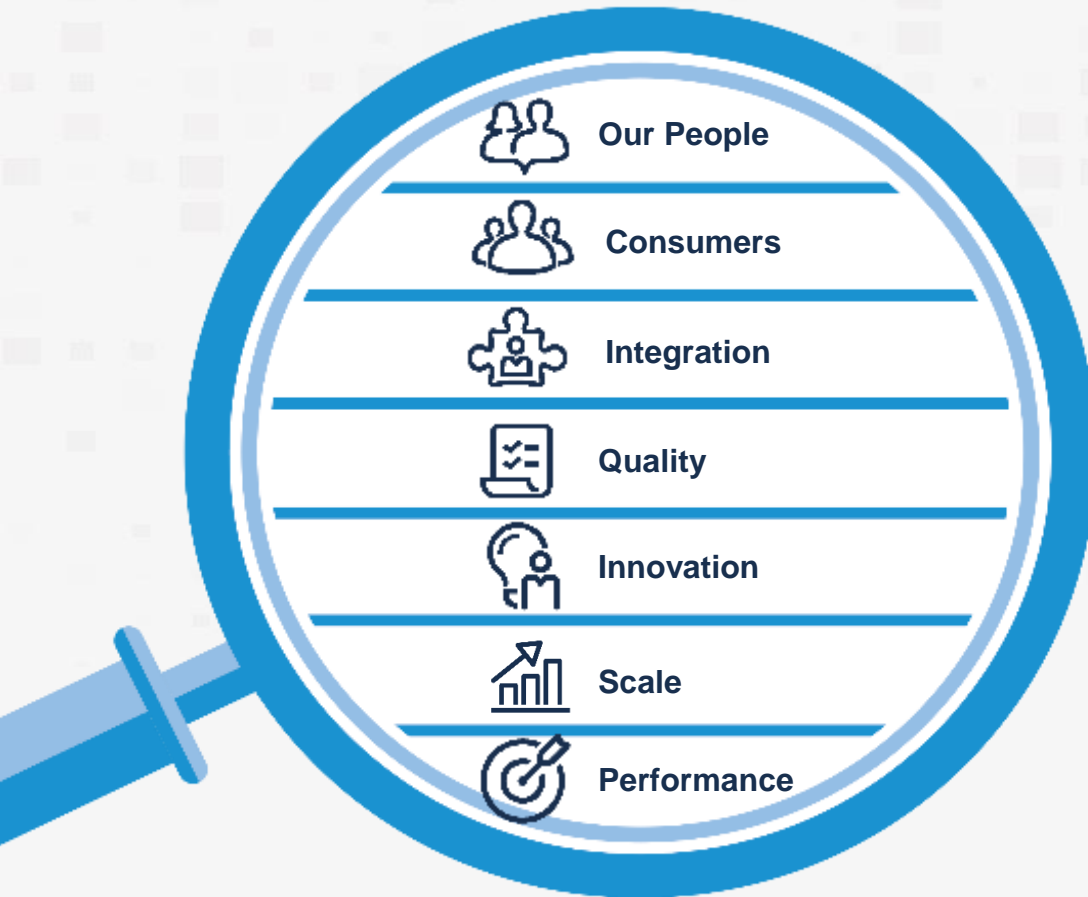 Our People
Consumers
Integration
Quality
Innovation
Scale
Performance